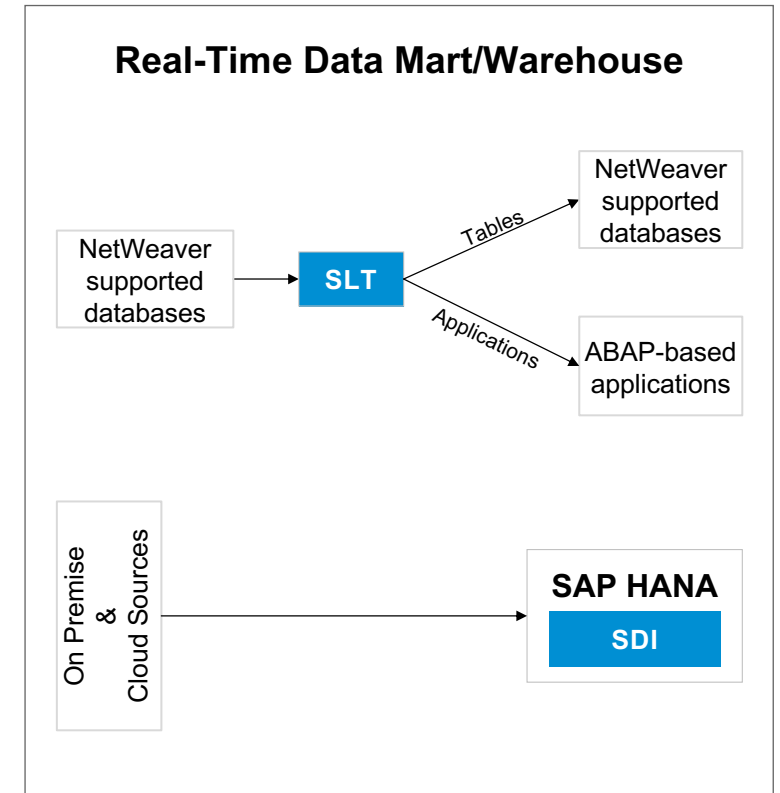 Real-Time Data Mart/Warehouse
NetWeaver
supported
databases
SLT
Tables
Applications
NetWeaver
supported
databases
ABAP-based
applications
On Premise
&
Cloud Sources
SAP HANA
SDI